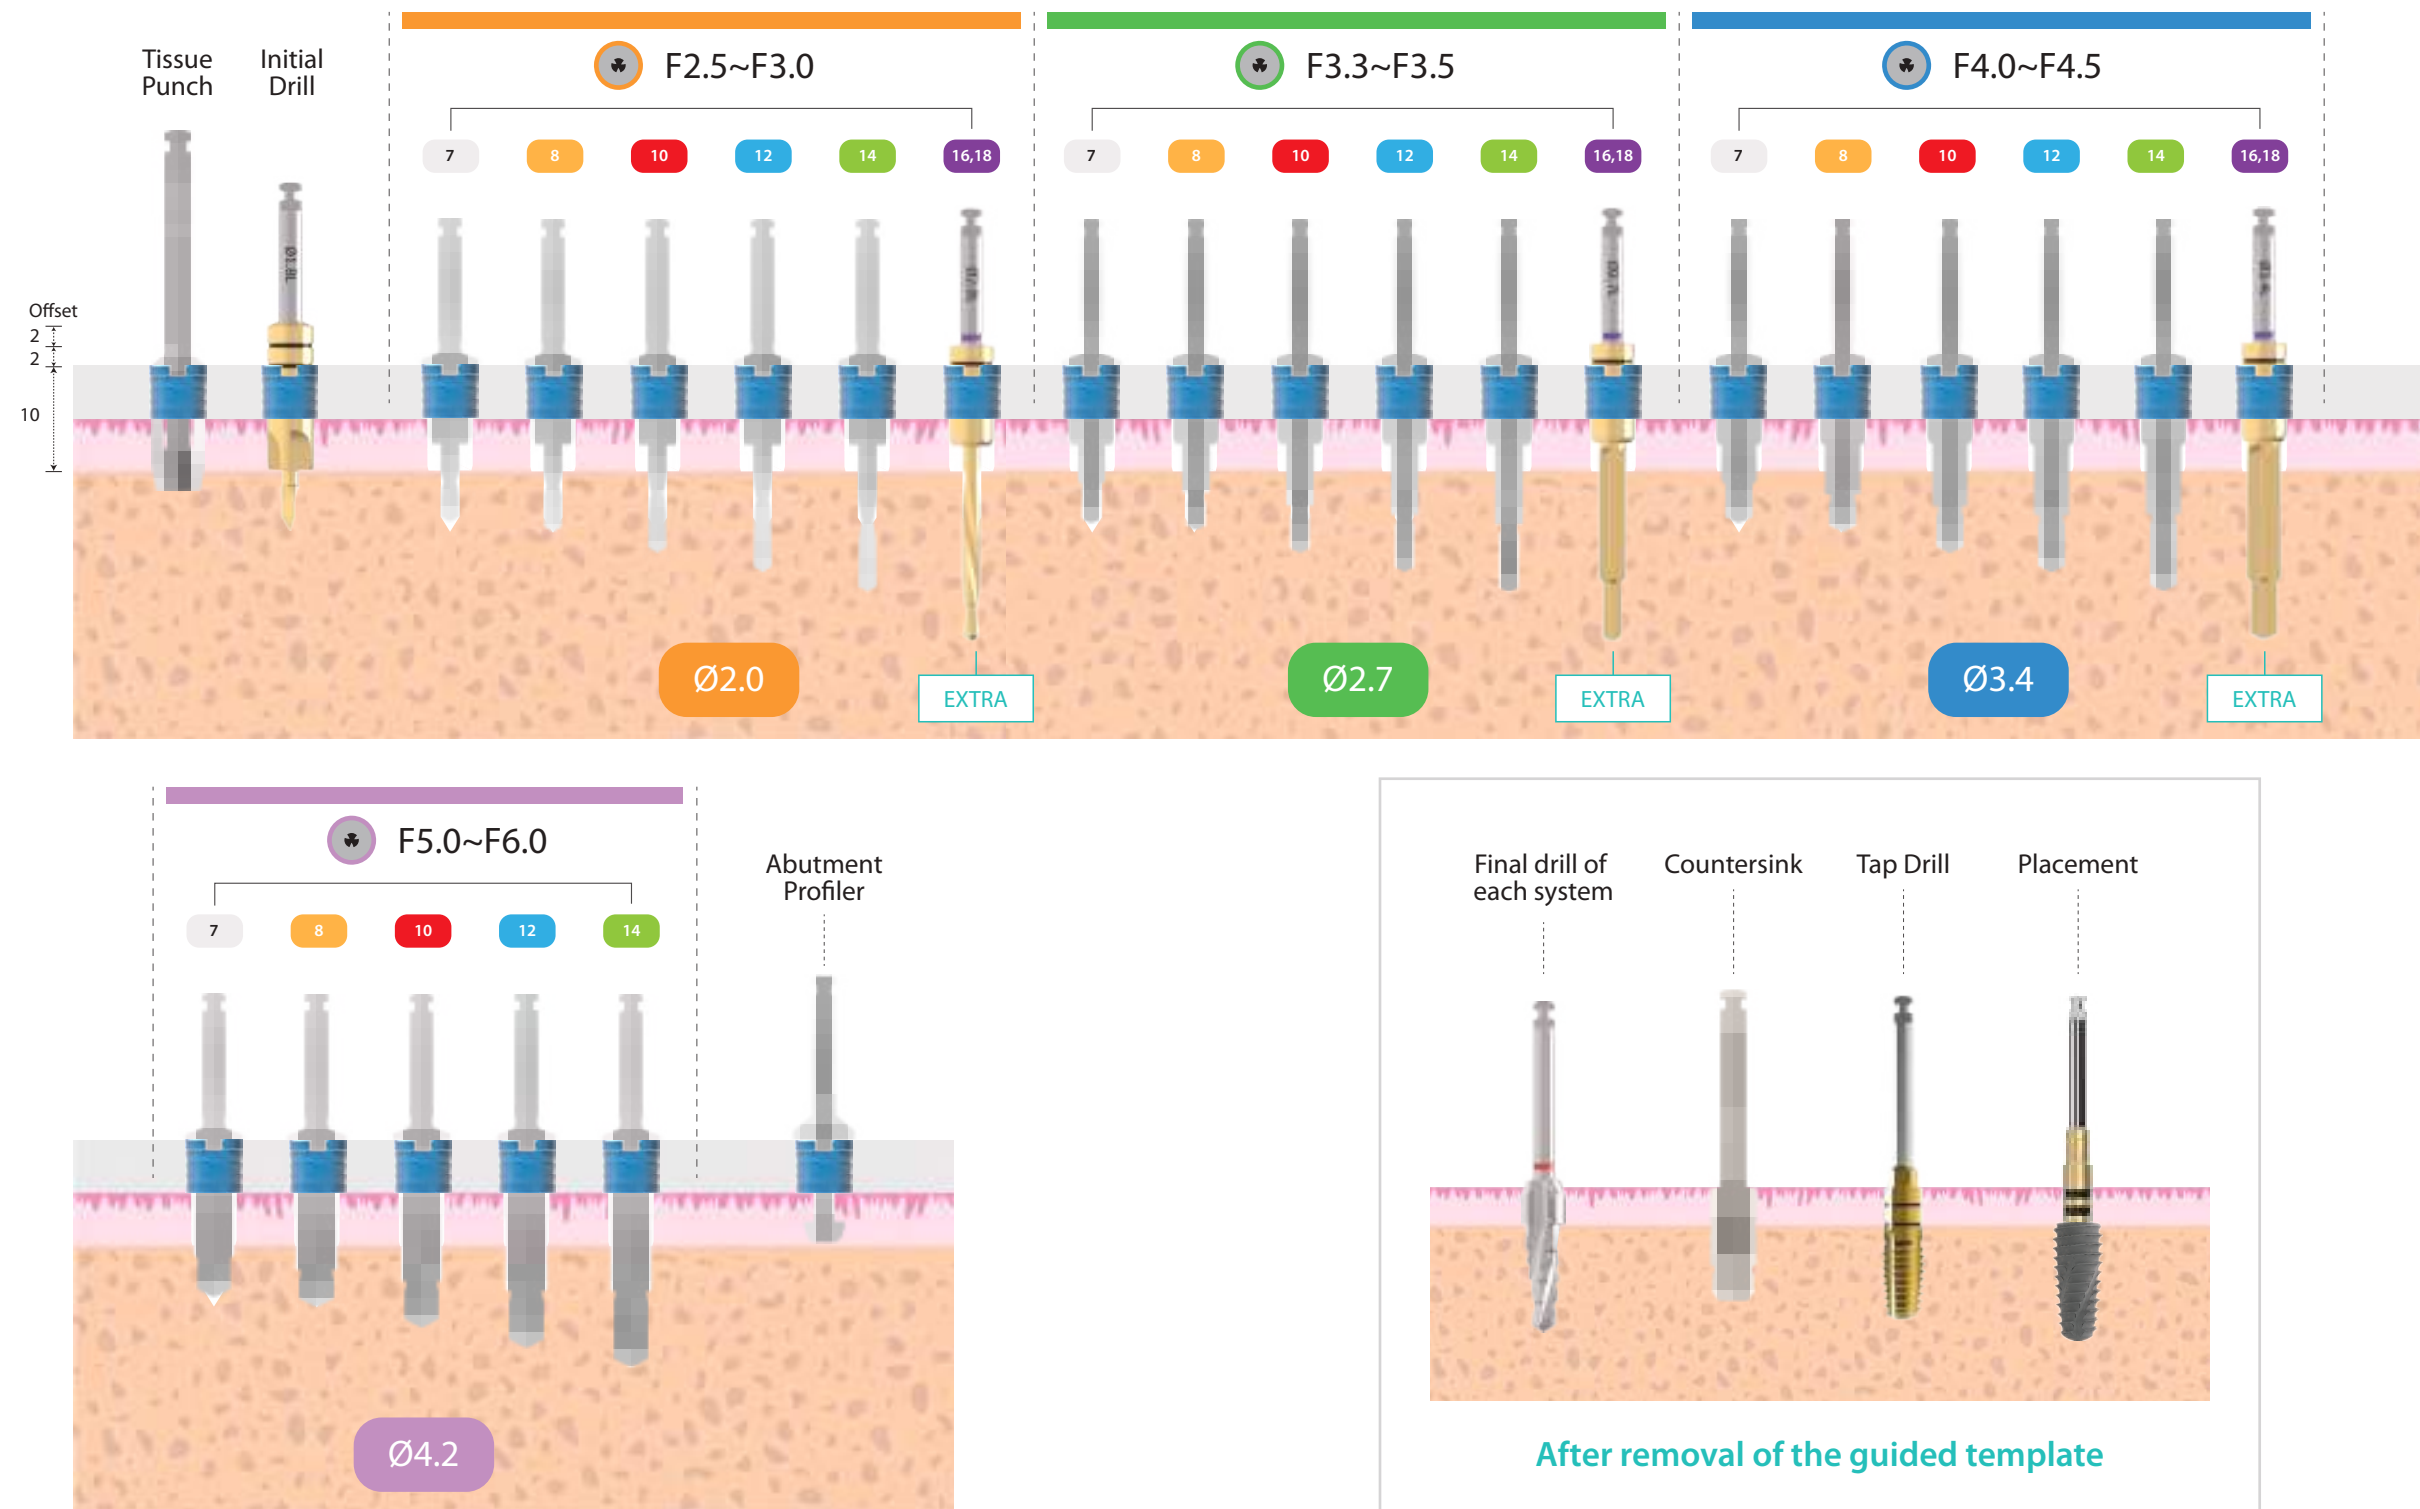 Tissue
Punch
Initial
Drill
F2.5~F3.0
F3.3~F3.5
F4.0~F4.5
7 8 10 12 14 16,18
7 8 10 12 14 16,18
7 8 10 12 14 16,18
Offset
2
2
10
Ø2.0
EXTRA
Ø2.7
EXTRA
Ø3.4
EXTRA
F5.0~F6.0
7 8 10 12 14
Abutment
Profiler
Ø4.2
Final drill of
each system
Countersink
Tap Drill
Placement
After removal of the guided template